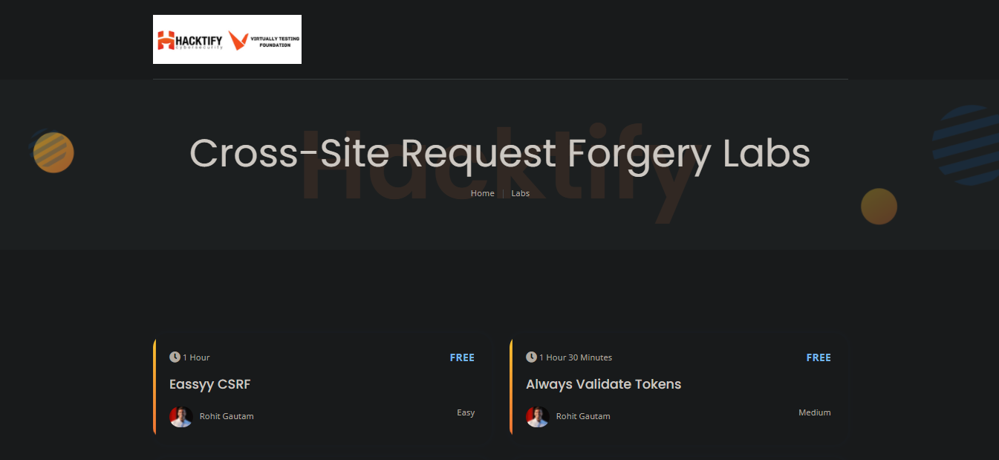 HACKTIFY
cybersecurity
VIRTUALLY TESTING
FOUNDATION
Hacktify
Cross-Site Request Forgery Labs
Home | Labs
1 Hour
FREE
Eassyy CSRF
Rohit Gautam
Easy
1 Hour 30 Minutes
FREE
Always Validate Tokens
Rohit Gautam
Medium